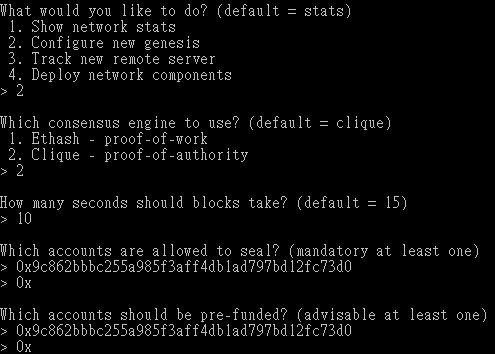 What would you like to do? (default = stats)
1. Show network stats
2. Configure new genesis
3. Track new remote server
4. Deploy network components
> 2
Which consensus engine to use? (default = clique)
1. Ethash - proof-of-work
2. Clique - proof-of-authority
> 2
How many seconds should blocks take? (default = 15)
> 10
Which accounts are allowed to seal? (mandatory at least one)
> 0x9c862bbbc255a985f3aff4db1ad797bd12fc73d0
> 0x
Which accounts should be pre-funded? (advisable at least one)
> 0x9c862bbbc255a985f3aff4db1ad797bd12fc73d0
> 0x